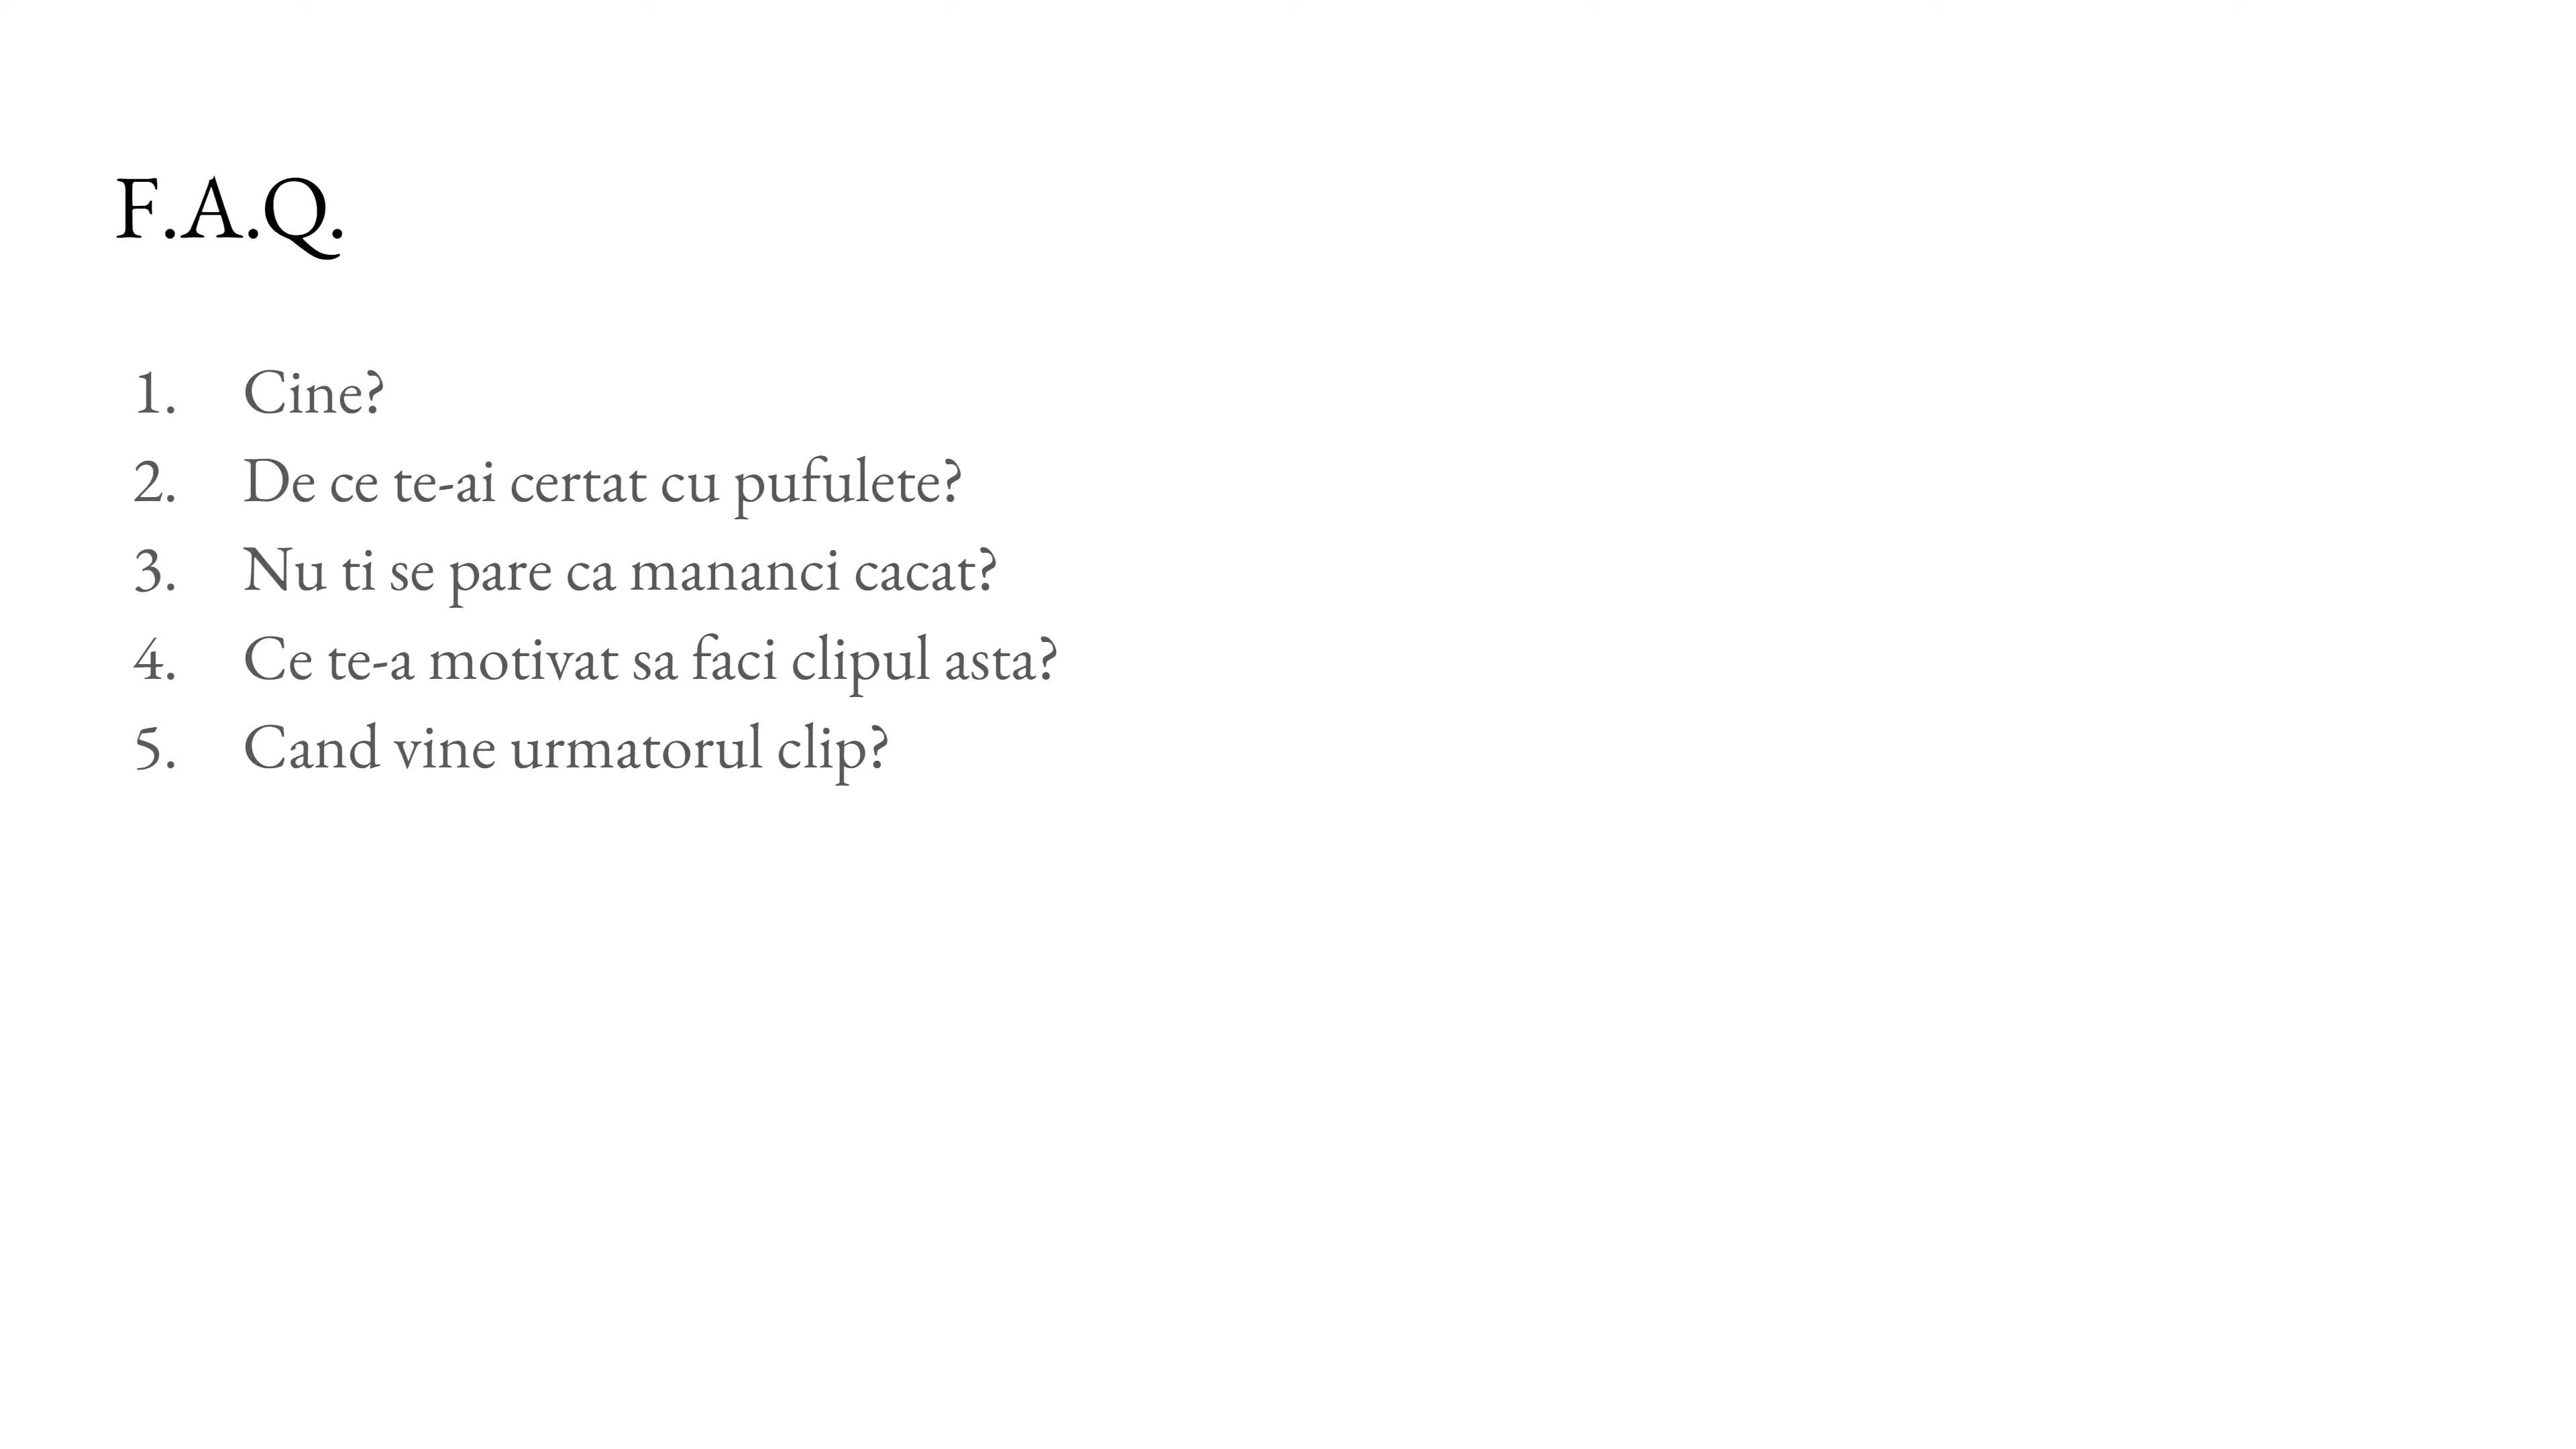 F.A.Q.
1. Cine?
2. De ce te-ai certat cu pufulete?
3. Nu ti se pare ca mananci cacat?
4. Ce te-a motivat sa faci clipul asta?
5. Cand vine urmatorul clip?